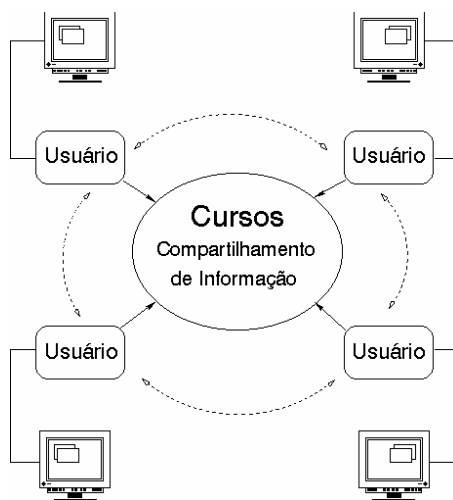 Usuário
Usuário
Cursos
Compartilhamento
de Informação
Usuário
Usuário